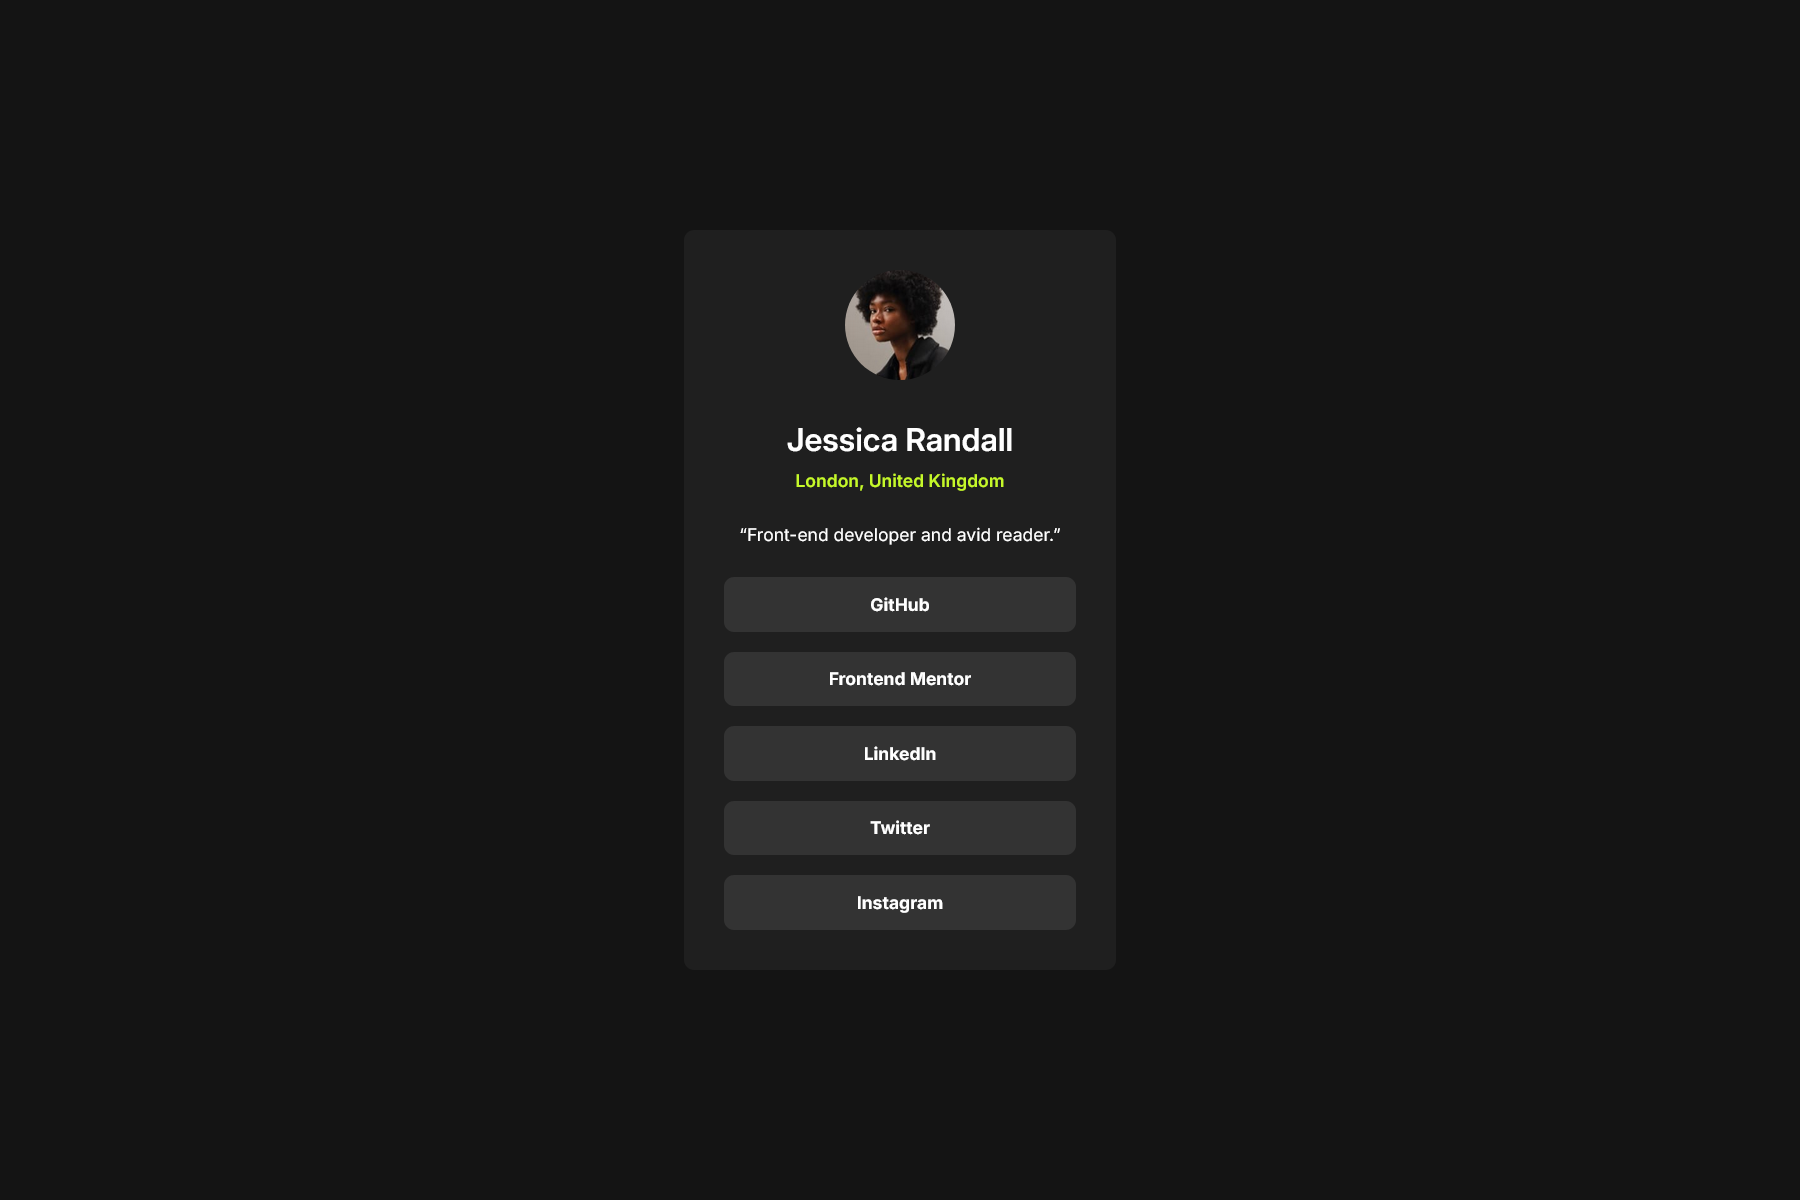 Jessica Randall
London, United Kingdom
“Front-end developer and avid reader.”
GitHub
Frontend Mentor
LinkedIn
Twitter
Instagram